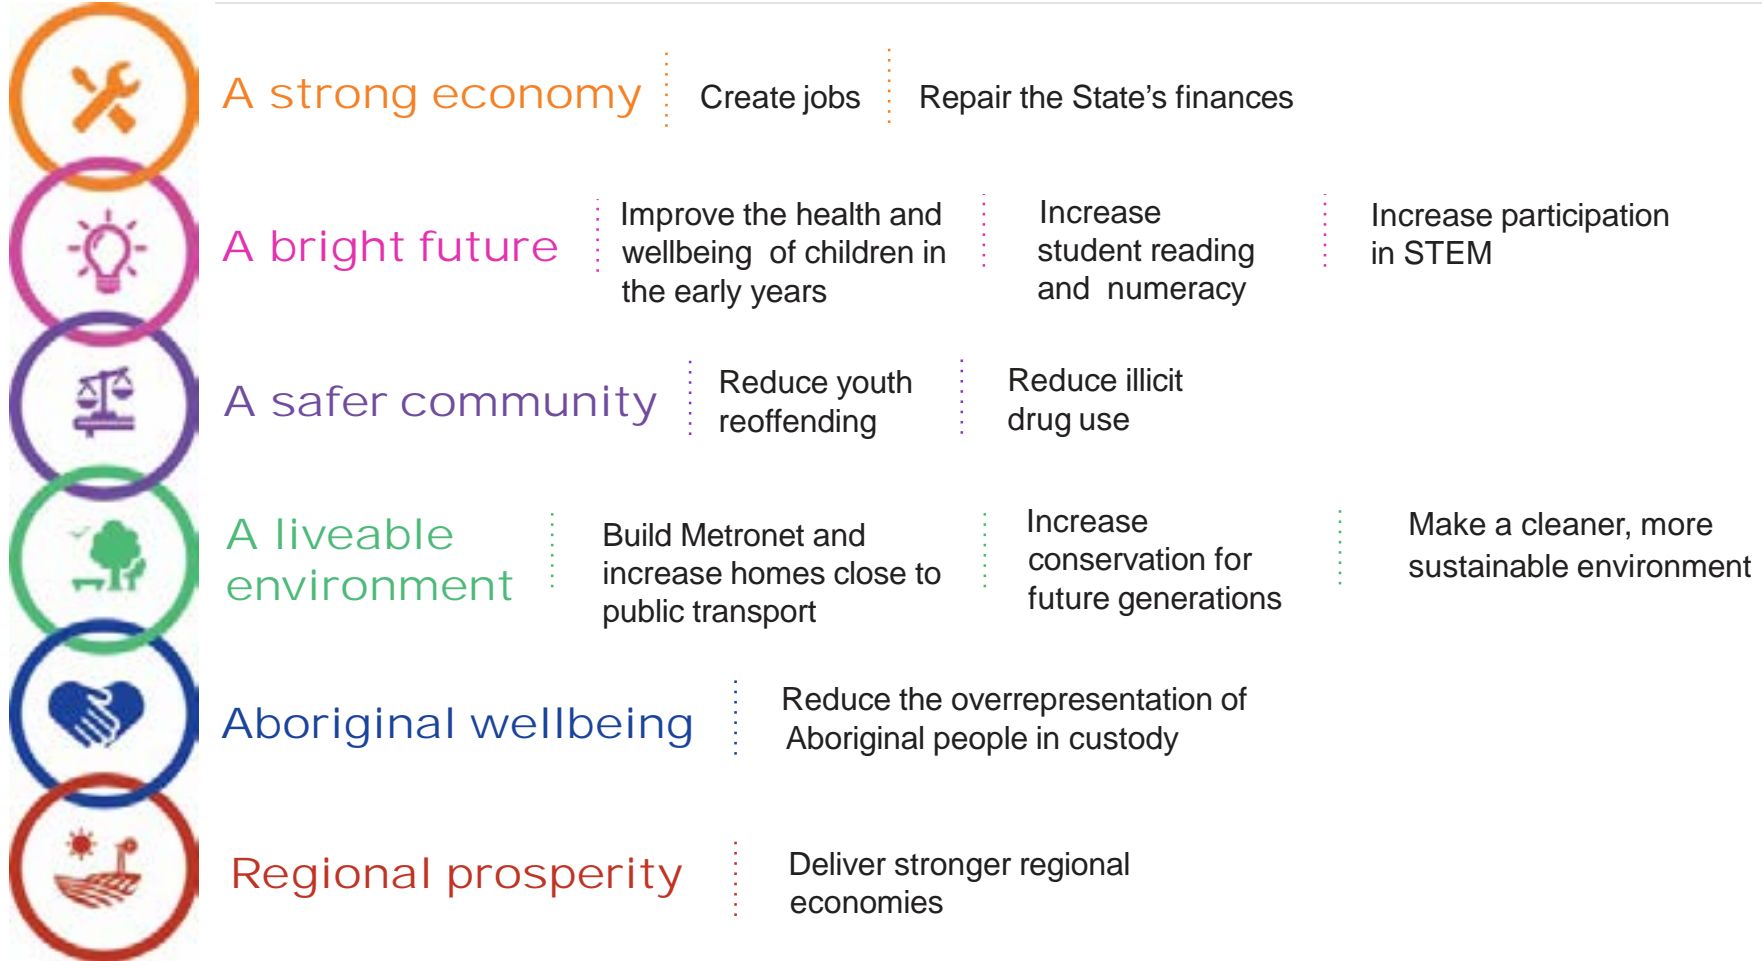 A strong economy
Create jobs
Repair the State's finances
A bright future
Improve the health and
wellbeing of children in
the early years
Increase
student reading
and numeracy
Increase participation
in STEM
A safer community
Reduce youth
reoffending
Reduce illicit
drug use
A liveable
environment
Build Metronet and
increase homes close to
public transport
Increase
conservation for
future generations
Make a cleaner, more
sustainable environment
Aboriginal wellbeing
Reduce the overrepresentation of
Aboriginal people in custody
Regional prosperity
Deliver stronger regional
economies